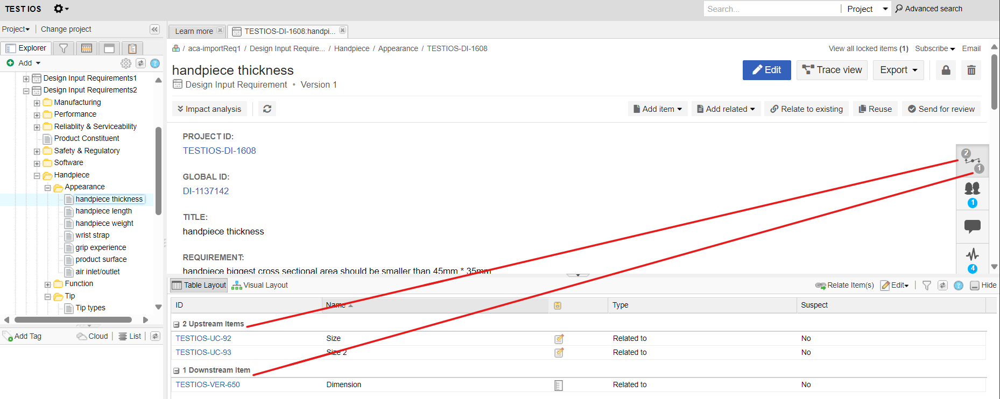 TEST IOS
Search...
Project
Advanced search
Project
Change project
Learn more
TESTIOS-DI-1608:handpi...
Explorer
/ aca-importReq1 / Design Input Require... / Handpiece / Appearance / TESTIOS-DI-1608
View all locked items (1)
Subscribe
Email
Add
handpiece thickness
Edit
Trace view
Export
Design Input Requirement • Version 1
Design Input Requirements1
Design Input Requirements2
Manufacturing
Performance
Reliablity & Serviceability
Product Constituent
Safety & Regulatory
Software
Handpiece
Appearance
handpiece thickness
handpiece length
handpiece weight
wrist strap
grip experience
product surface
air inlet/outlet
Function
Tip
Tip types
Impact analysis
Add item
Add related
Relate to existing
Reuse
Send for review
PROJECT ID:
TESTIOS-DI-1608
GLOBAL ID:
DI-1137142
TITLE:
handpiece thickness
REQUIREMENT:
handpiece biggest cross sectional area should be smaller than 45mm * 35mm
2
1
1
4
Table Layout
Visual Layout
Relate Item(s)
Edit
Hide
ID
Name
Type
Suspect
2 Upstream Items
TESTIOS-UC-92
Size
Related to
No
TESTIOS-UC-93
Size 2
Related to
No
1 Downstream Item
TESTIOS-VER-650
Dimension
Related to
No
Add Tag
Cloud
List